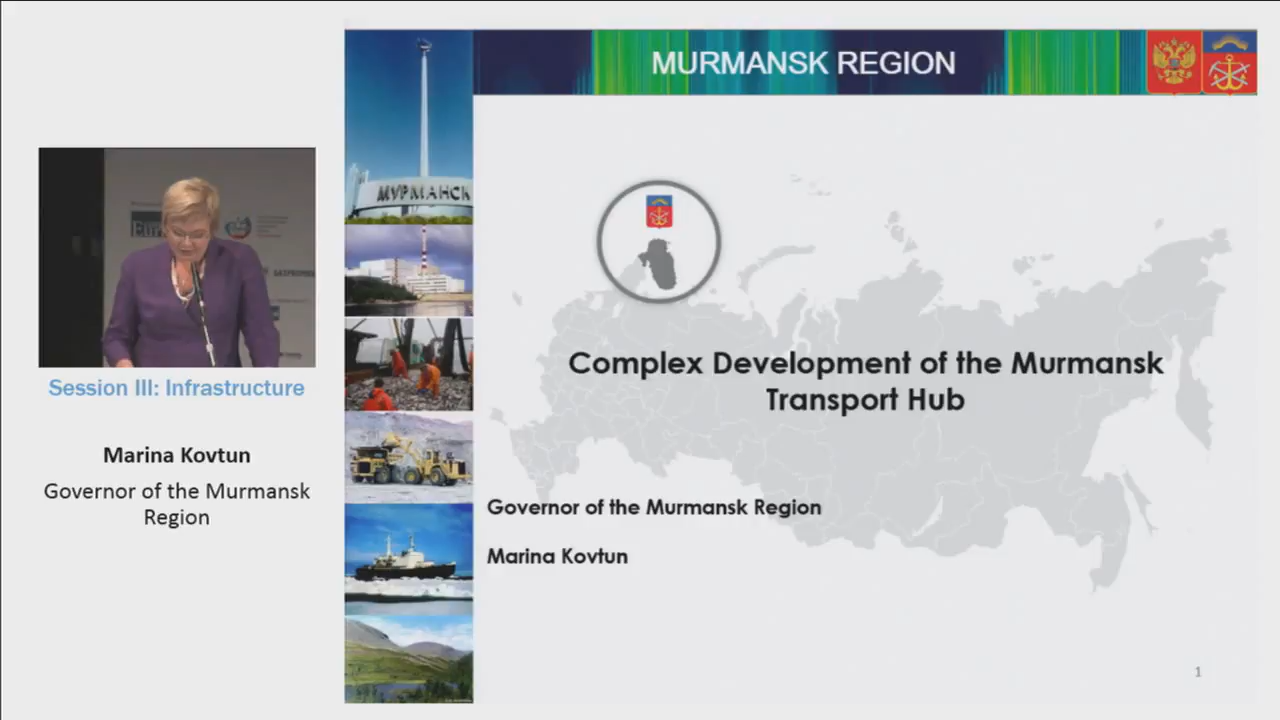 MURMANSK REGION
МУРМАНСК
Session III: Infrastructure
Marina Kovtun
Governor of the Murmansk
Region
Complex Development of the Murmansk
Transport Hub
Governor of the Murmansk Region
Marina Kovtun
1